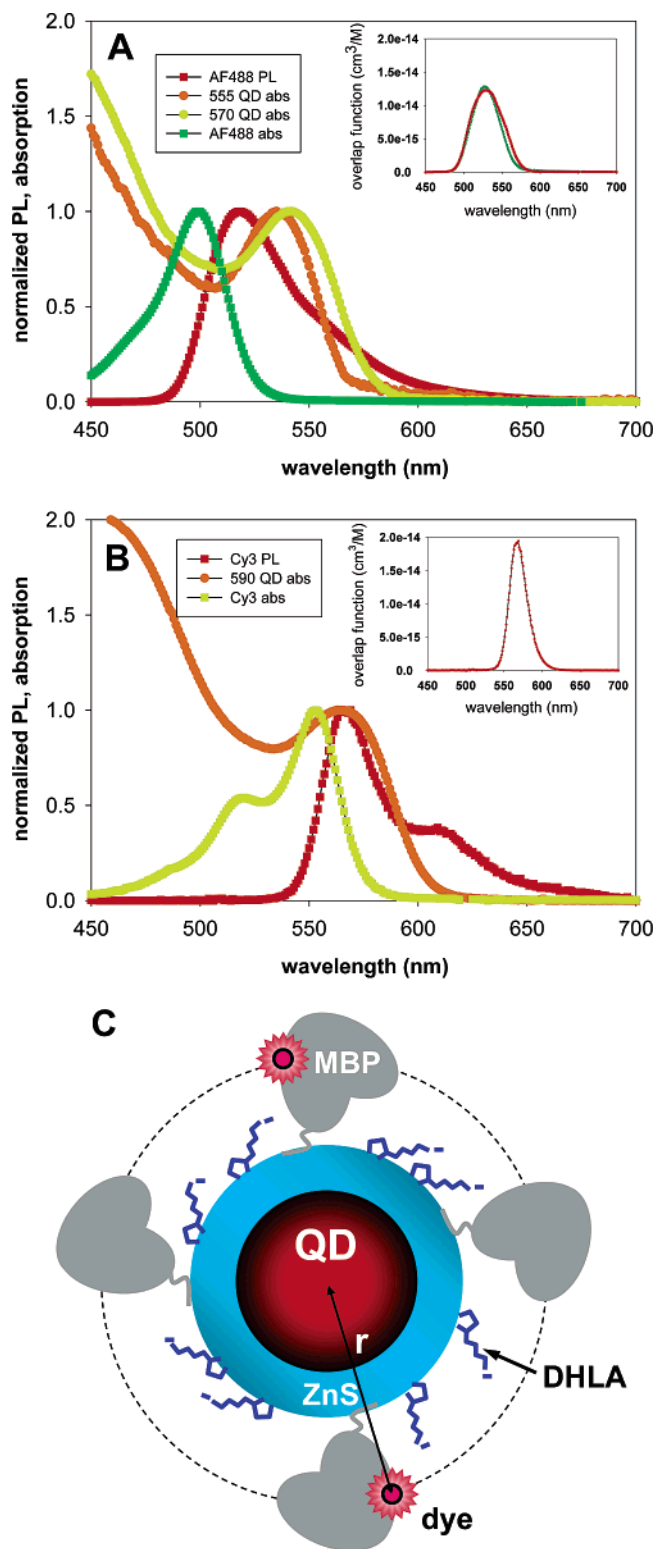 A
AF488 PL
555 QD abs
570 QD abs
AF488 abs
normalized PL, absorption
2.0
1.5
1.0
0.5
0.0
450 500 550 600 650 700
wavelength (nm)
overlap function (cm³/M)
2.0e-14
1.5e-14
1.0e-14
5.0e-15
0.0
450 500 550 600 650 700
wavelength (nm)
B
Cy3 PL
590 QD abs
Cy3 abs
normalized PL, absorption
2.0
1.5
1.0
0.5
0.0
450 500 550 600 650 700
wavelength (nm)
overlap function (cm³/M)
2.0e-14
1.5e-14
1.0e-14
5.0e-15
0.0
450 500 550 600 650 700
wavelength (nm)
C
MBP
QD
r
ZnS
DHLA
dye